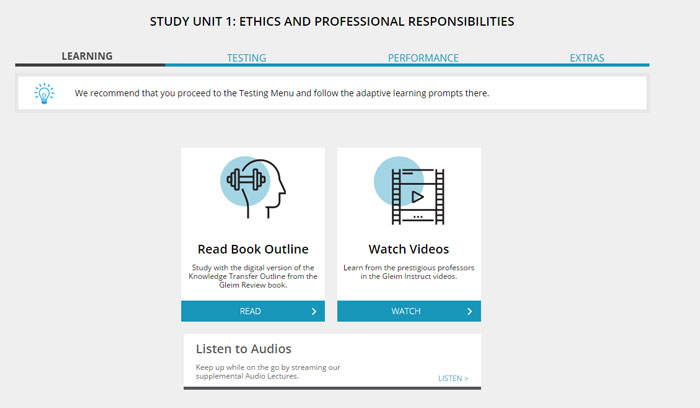 STUDY UNIT 1: ETHICS AND PROFESSIONAL RESPONSIBILITIES
LEARNING
TESTING
PERFORMANCE
EXTRAS
We recommend that you proceed to the Testing Menu and follow the adaptive learning prompts there.
Read Book Outline
Study with the digital version of the
Knowledge Transfer Outline from the
Gleim Review book.
READ >
Watch Videos
Learn from the prestigious professors
in the Gleim Instruct videos.
WATCH >
Listen to Audios
Keep up while on the go by streaming our
supplemental Audio Lectures.
LISTEN >